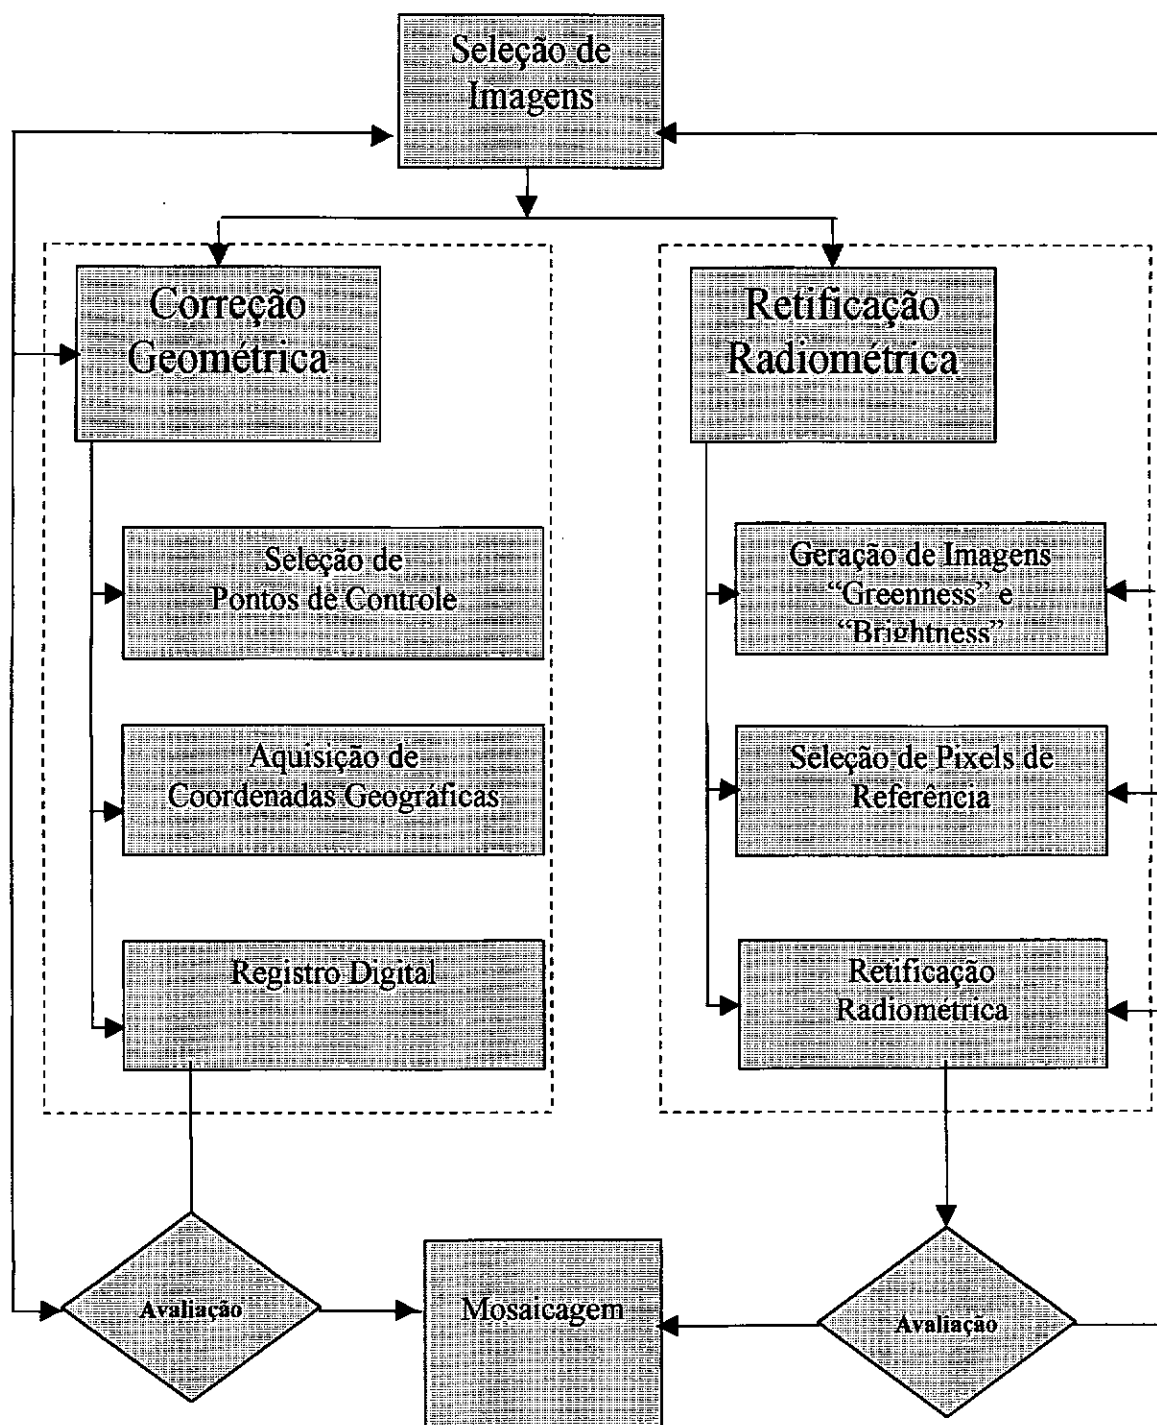 Seleção de
Imagens
Correção
Geométrica
Retificação
Radiométrica
Seleção de
Pontos de Controle
Geração de Imagens
“Greenness” e
“Brightness”
Aquisição de
Coordenadas Geográficas
Seleção de Pixels de
Referência
Registro Digital
Retificação
Radiométrica
Avaliação
Mosaicagem
Avaliação